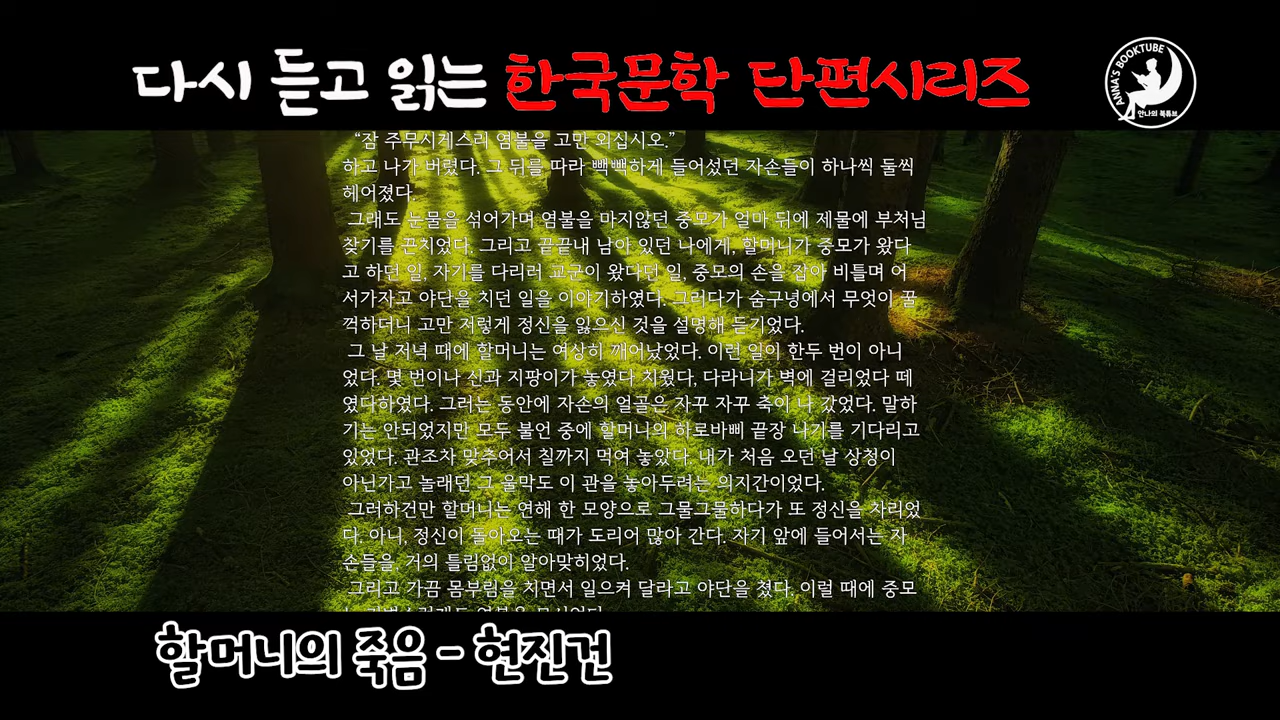 다시 듣고 읽는 한국문학 단편시리즈
ANNA'S BOOKTUBE
안나의 북튜브
“잠 주무시게스리 염불을 고만 외십시오.”
하고 나가 버렸다. 그 뒤를 따라 빽빽하게 들어섰던 자손들이 하나씩 둘씩
헤어졌다.
그래도 눈물을 섞어가며 염불을 마지않던 중모가 얼마 뒤에 제물에 부처님
찾기를 끈치었다. 그리고 끝끝내 남아 있던 나에게, 할머니가 중모가 왔다
고 하던 일, 자기를 다리러 교군이 왔다던 일, 중모의 손을 잡아 비틀며 어
서가자고 야단을 치던 일을 이야기하였다. 그러다가 숨구녕에서 무엇이 꿀
꺽하더니 고만 저렇게 정신을 잃으신 것을 설명해 듣기었다.
그 날 저녁 때에 할머니는 여상히 깨어났었다. 이런 일이 한두 번이 아니
었다. 몇 번이나 신과 지팡이가 놓였다 치웠다, 다라니가 벽에 걸리었다 떼
였다하였다. 그러는 동안에 자손의 얼골은 자꾸 자꾸 축이 나 갔었다. 말하
기는 안되었지만 모두 불언 중에 할머니의 하로바삐 끝장 나기를 기다리고
있었다. 관조차 맞추어서 칠까지 먹여 놓았다. 내가 처음 오던 날 상청이
아닌가고 놀래던 그 울막도 이 관을 놓아두려는 의지간이었다.
그러하건만 할머니는 연해 한 모양으로 그물그물하다가 또 정신을 차리었
다. 아니, 정신이 돌아오는 때가 도리어 많아 간다. 자기 앞에 들어서는 자
손들을, 거의 틀림없이 알아맞히었다.
그리고 가끔 몸부림을 치면서 일으켜 달라고 야단을 쳤다. 이럴 때에 중모
할머니의 죽음 - 현진건